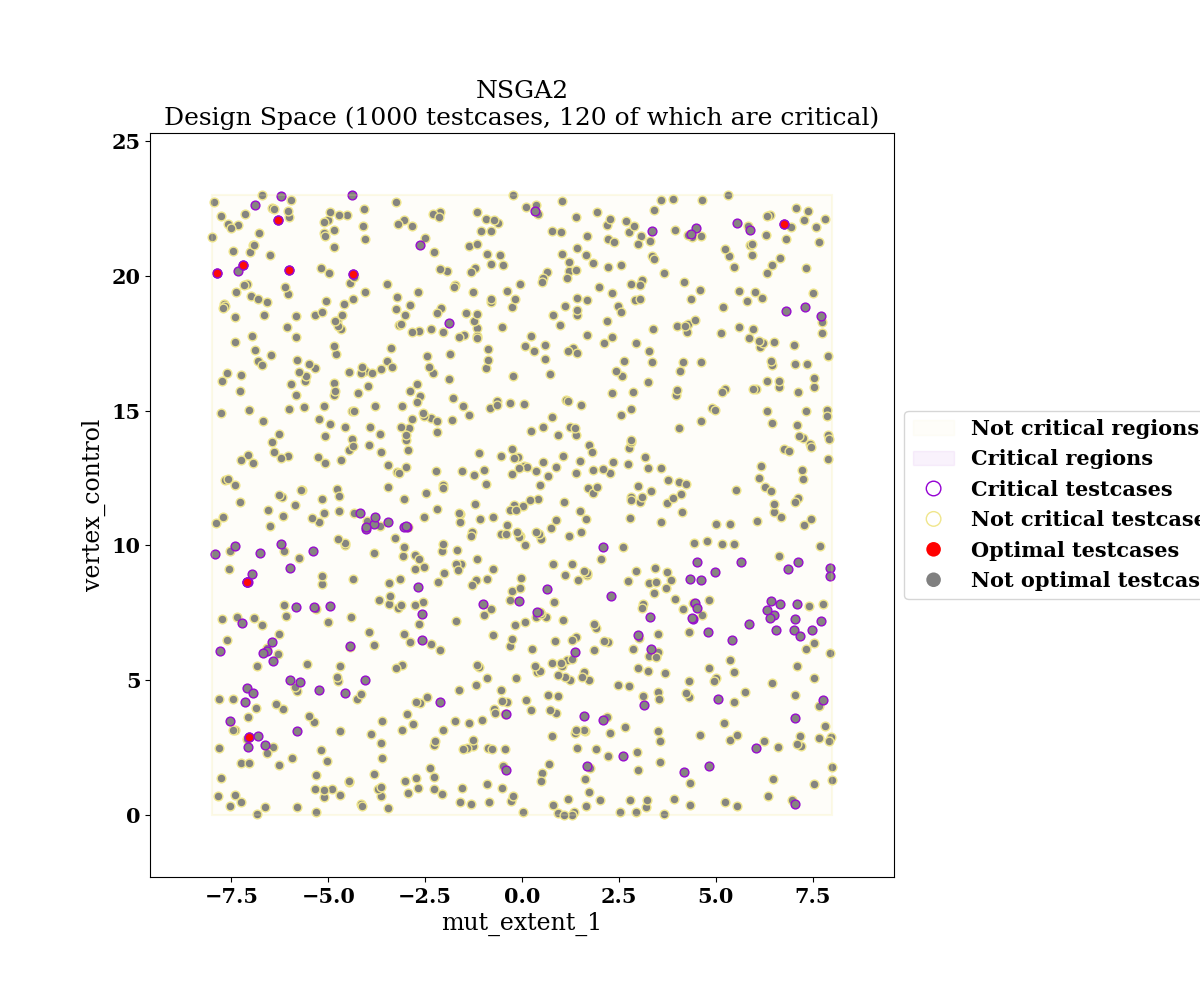 NSGA2
Design Space (1000 testcases, 120 of which are critical)
25
20
15
10
5
0
vertex_control
−7.5
−5.0
−2.5
0.0
2.5
5.0
7.5
mut_extent_1
Not critical regions
Critical regions
Critical testcases
Not critical testcase
Optimal testcases
Not optimal testcas